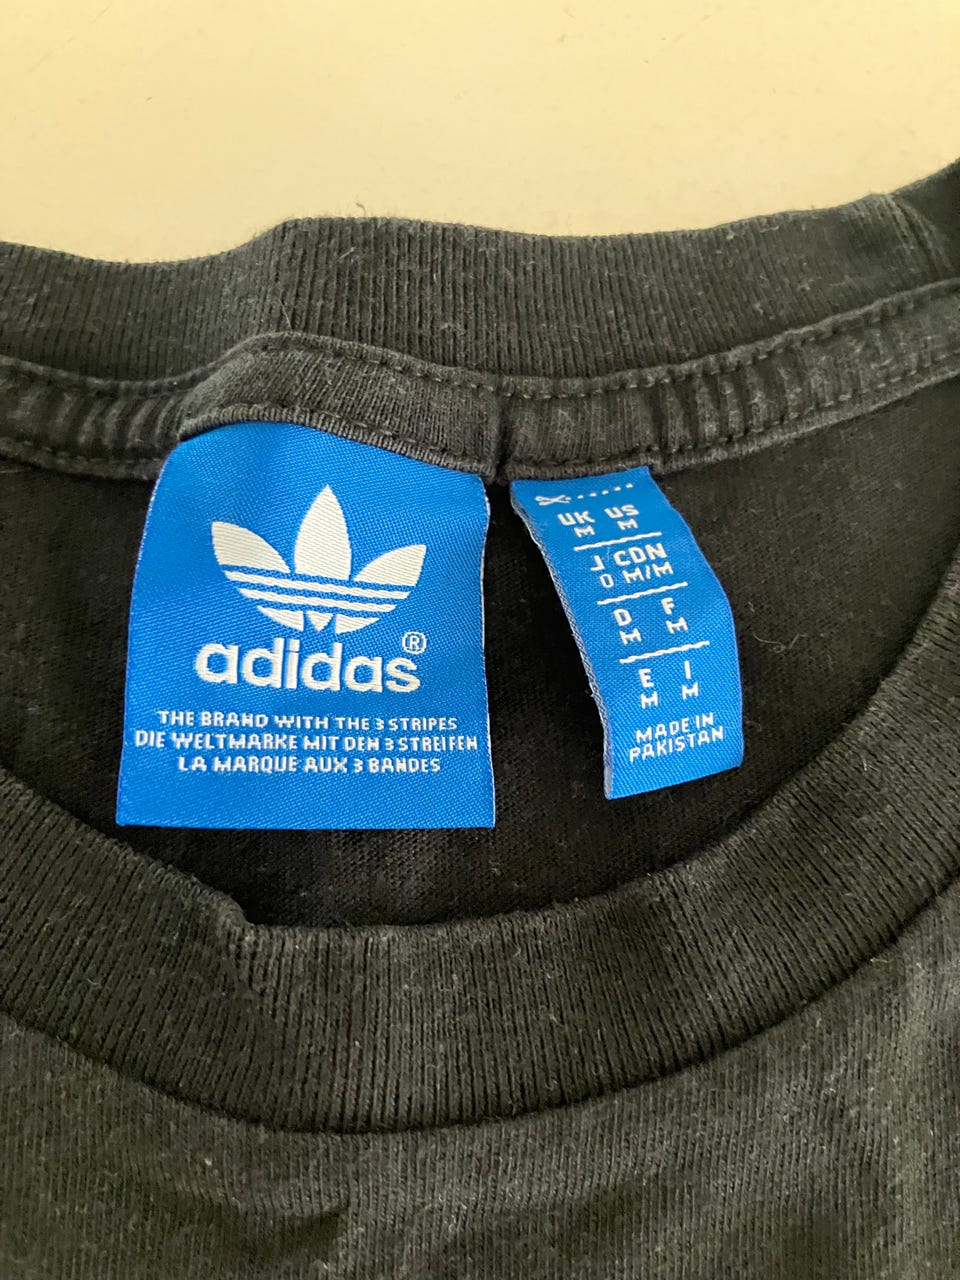 adidas®
THE BRAND WITH THE 3 STRIPES
DIE WELTMARKE MIT DEN 3 STREIFEN
LA MARQUE AUX 3 BANDES
UK US
M M
J CDN
O M/M
D F
M M
E I
M M
MADE IN
PAKISTAN